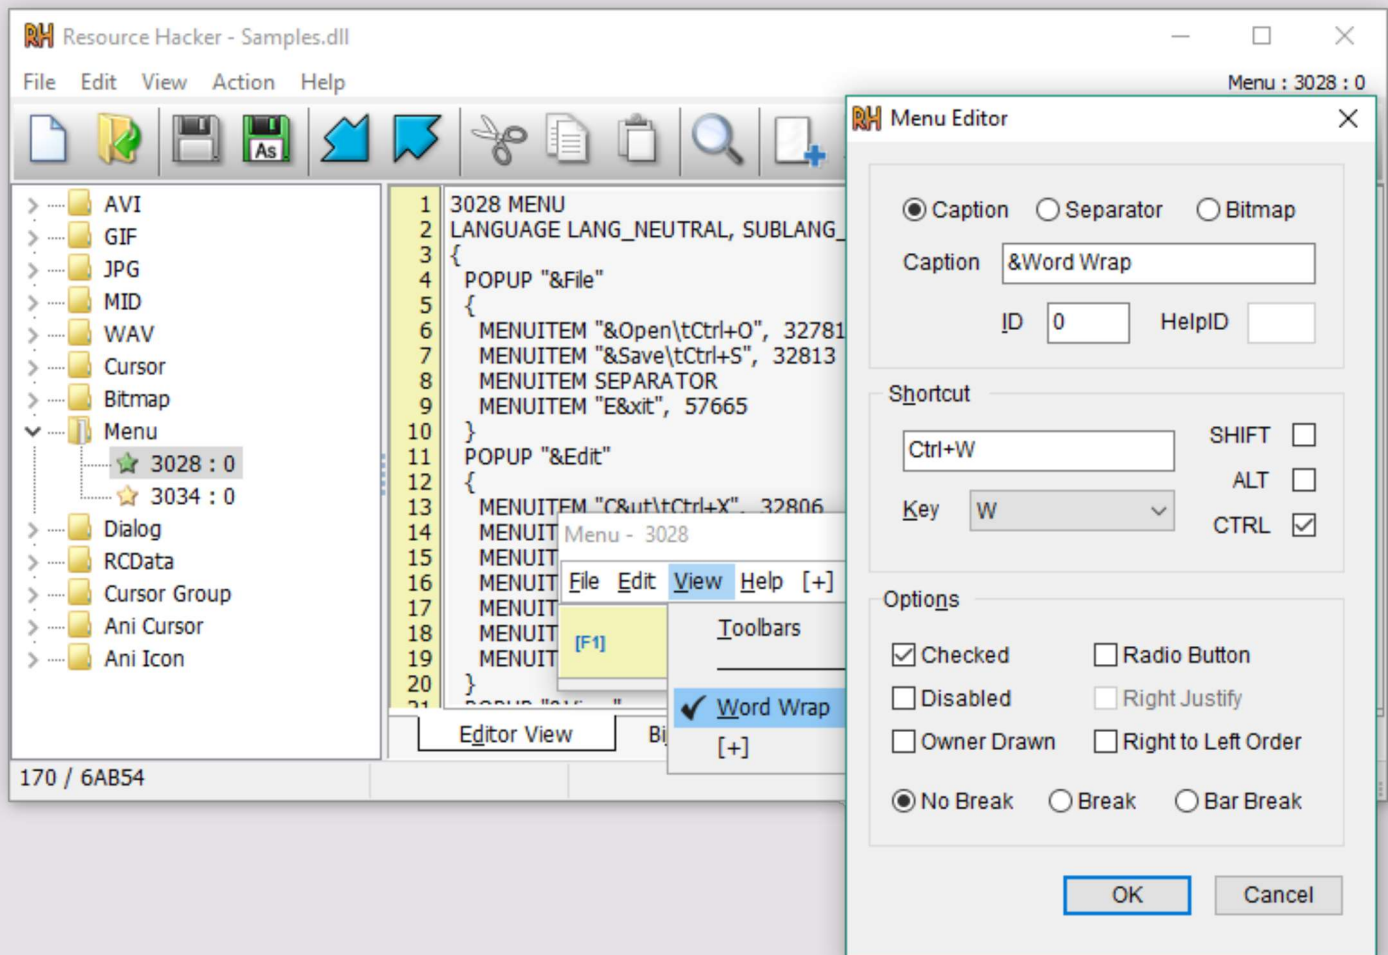 RH Resource Hacker - Samples.dll
File Edit View Action Help
Menu : 3028 : 0
As
AVI
GIF
JPG
MID
WAV
Cursor
Bitmap
Menu
3028 : 0
3034 : 0
Dialog
RCData
Cursor Group
Ani Cursor
Ani Icon
1 3028 MENU
2 LANGUAGE LANG_NEUTRAL, SUBLANG_
3 {
4 POPUP "&File"
5 {
6 MENUITEM "&Open\tCtrl+O", 32781
7 MENUITEM "&Save\tCtrl+S", 32813
8 MENUITEM SEPARATOR
9 MENUITEM "E&xit", 57665
10 }
11 POPUP "&Edit"
12 {
13 MENUITEM "C&ut\tCtrl+X", 32806
14 MENUIT
15 MENUIT
16 MENUIT
17 MENUIT
18 MENUIT
19 MENUIT
20 }
21 POPUP "&View"
Editor View
Bi
170 / 6AB54
Menu - 3028
File Edit View Help [+]
[F1]
Toolbars
Word Wrap
[+]
RH Menu Editor
Caption Separator Bitmap
Caption &Word Wrap
ID 0 HelpID
Shortcut
Ctrl+W
SHIFT
ALT
Key W
CTRL
Options
Checked Radio Button
Disabled Right Justify
Owner Drawn Right to Left Order
No Break Break Bar Break
OK Cancel